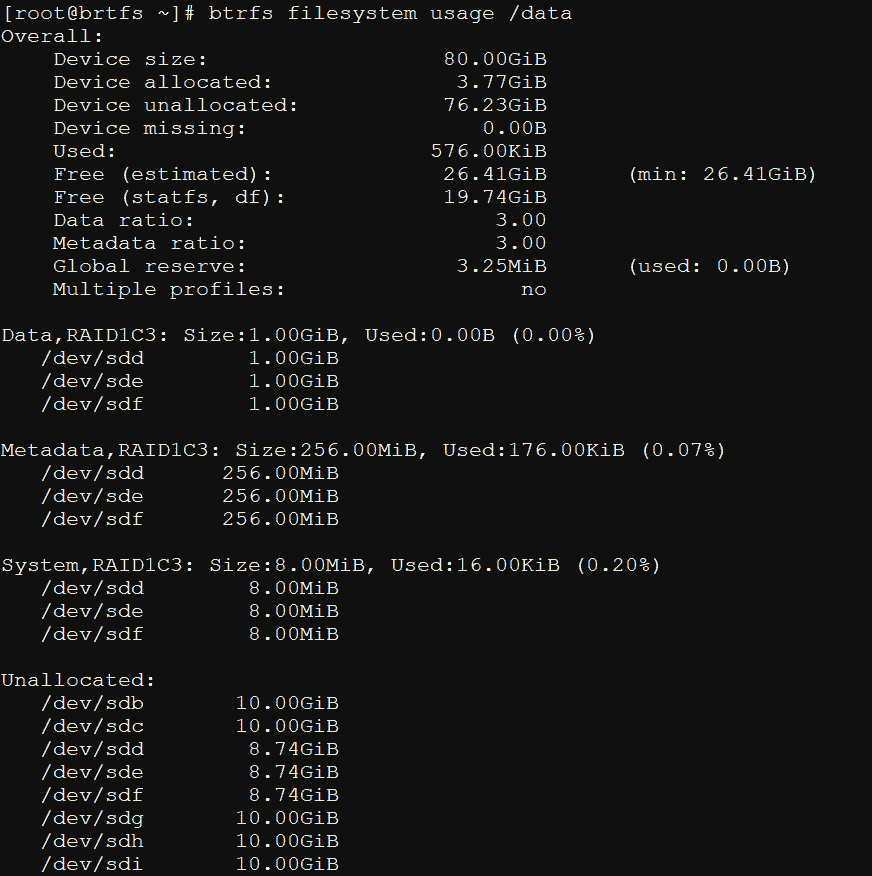 [root@brtfs ~]# btrfs filesystem usage /data
Overall:
    Device size:                  80.00GiB
    Device allocated:              3.77GiB
    Device unallocated:           76.23GiB
    Device missing:                  0.00B
    Used:                        576.00KiB
    Free (estimated):             26.41GiB      (min: 26.41GiB)
    Free (statfs, df):            19.74GiB
    Data ratio:                       3.00
    Metadata ratio:                   3.00
    Global reserve:                3.25MiB      (used: 0.00B)
    Multiple profiles:                  no

Data,RAID1C3: Size:1.00GiB, Used:0.00B (0.00%)
   /dev/sdd        1.00GiB
   /dev/sde        1.00GiB
   /dev/sdf        1.00GiB

Metadata,RAID1C3: Size:256.00MiB, Used:176.00KiB (0.07%)
   /dev/sdd      256.00MiB
   /dev/sde      256.00MiB
   /dev/sdf      256.00MiB

System,RAID1C3: Size:8.00MiB, Used:16.00KiB (0.20%)
   /dev/sdd        8.00MiB
   /dev/sde        8.00MiB
   /dev/sdf        8.00MiB

Unallocated:
   /dev/sdb       10.00GiB
   /dev/sdc       10.00GiB
   /dev/sdd        8.74GiB
   /dev/sde        8.74GiB
   /dev/sdf        8.74GiB
   /dev/sdg       10.00GiB
   /dev/sdh       10.00GiB
   /dev/sdi       10.00GiB